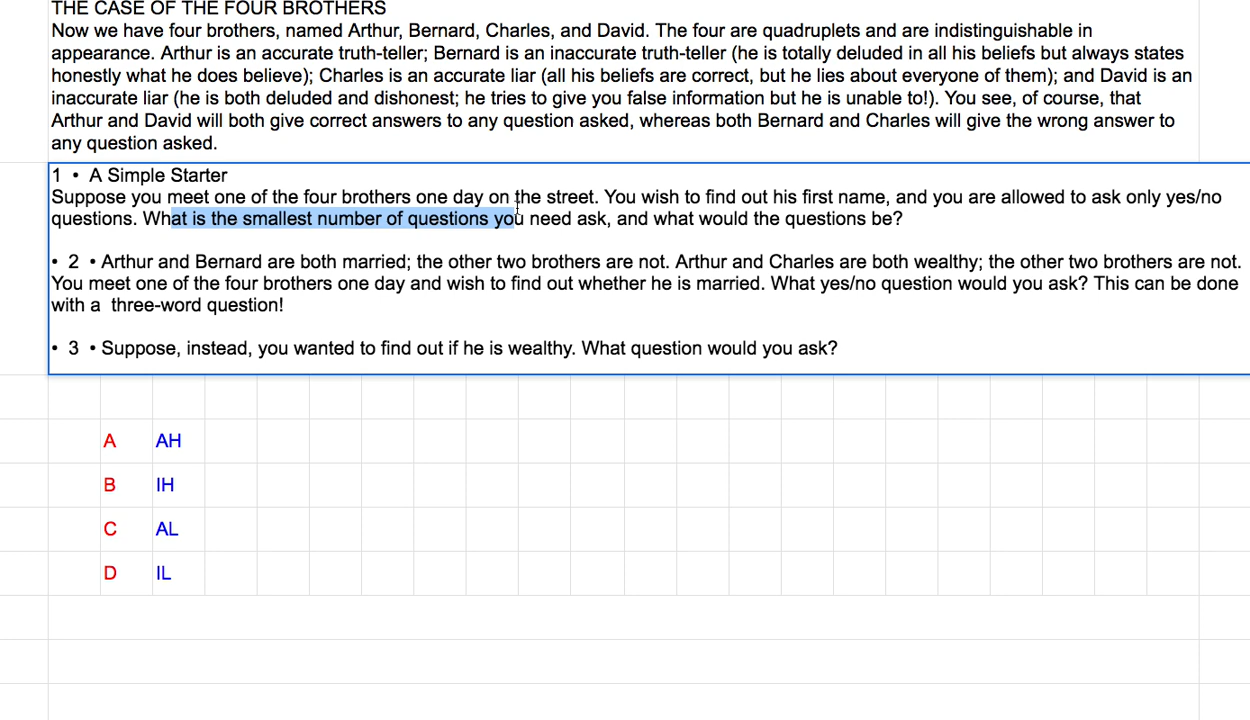 THE CASE OF THE FOUR BROTHERS
Now we have four brothers, named Arthur, Bernard, Charles, and David. The four are quadruplets and are indistinguishable in
appearance. Arthur is an accurate truth-teller; Bernard is an inaccurate truth-teller (he is totally deluded in all his beliefs but always states
honestly what he does believe); Charles is an accurate liar (all his beliefs are correct, but he lies about everyone of them); and David is an
inaccurate liar (he is both deluded and dishonest; he tries to give you false information but he is unable to!). You see, of course, that
Arthur and David will both give correct answers to any question asked, whereas both Bernard and Charles will give the wrong answer to
any question asked.
1 • A Simple Starter
Suppose you meet one of the four brothers one day on the street. You wish to find out his first name, and you are allowed to ask only yes/no
questions. What is the smallest number of questions you need ask, and what would the questions be?
• 2 • Arthur and Bernard are both married; the other two brothers are not. Arthur and Charles are both wealthy; the other two brothers are not.
You meet one of the four brothers one day and wish to find out whether he is married. What yes/no question would you ask? This can be done
with a three-word question!
• 3 • Suppose, instead, you wanted to find out if he is wealthy. What question would you ask?
A AH
B IH
C AL
D IL